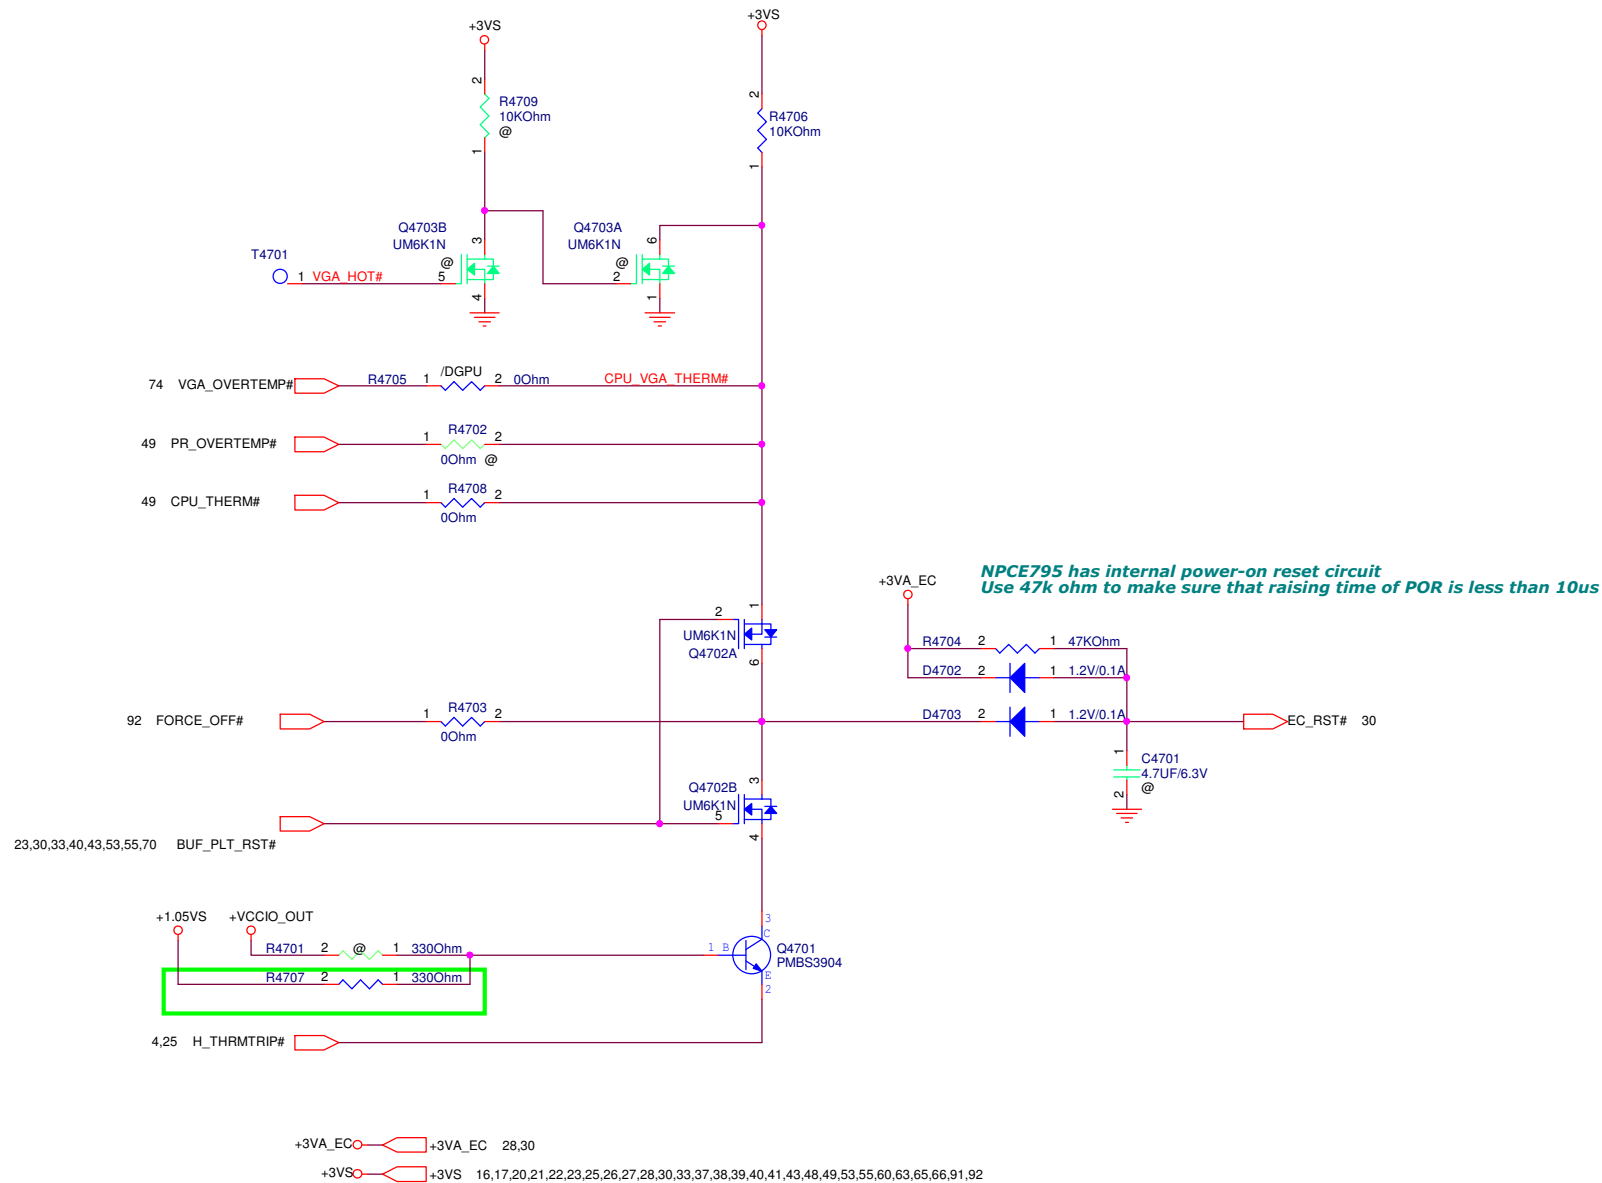 +3VS
+3VS
2
R4709
10KOhm
@
1
2
R4706
10KOhm
1
Q4703B
UM6K1N
@
3
5
4
Q4703A
UM6K1N
@
6
2
1
T4701
1 VGA_HOT#
74 VGA_OVERTEMP# R4705 1 /DGPU 2 0Ohm CPU_VGA_THERM#
49 PR_OVERTEMP# 1 R4702 2
0Ohm @
49 CPU_THERM# 1 R4708 2
0Ohm
NPCE795 has internal power-on reset circuit
Use 47k ohm to make sure that raising time of POR is less than 10us
+3VA_EC
2 1
UM6K1N
Q4702A
6
R4704 2 1 47KOhm
D4702 2 1 1.2V/0.1A
92 FORCE_OFF# 1 R4703 2
0Ohm
D4703 2 1 1.2V/0.1A
EC_RST# 30
1
C4701
4.7UF/6.3V
@
2
Q4702B
3
UM6K1N
5
4
23,30,33,40,43,53,55,70 BUF_PLT_RST#
+1.05VS +VCCIO_OUT
R4701 2 @ 1 330Ohm
R4707 2 1 330Ohm
3
C
1 B
Q4701
PMBS3904
E
2
4,25 H_THRMTRIP#
+3VA_EC +3VA_EC 28,30
+3VS +3VS 16,17,20,21,22,23,25,26,27,28,30,33,37,38,39,40,41,43,48,49,53,55,60,63,65,66,91,92